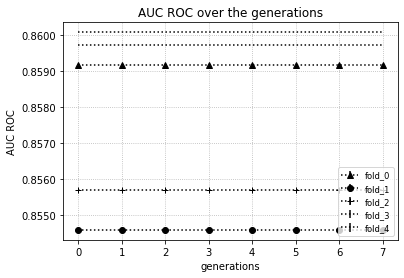 AUC ROC over the generations
0.8600
0.8590
0.8580
0.8570
0.8560
0.8550
AUC ROC
0 1 2 3 4 5 6 7
generations
fold_0
fold_1
fold_2
fold_3
fold_4